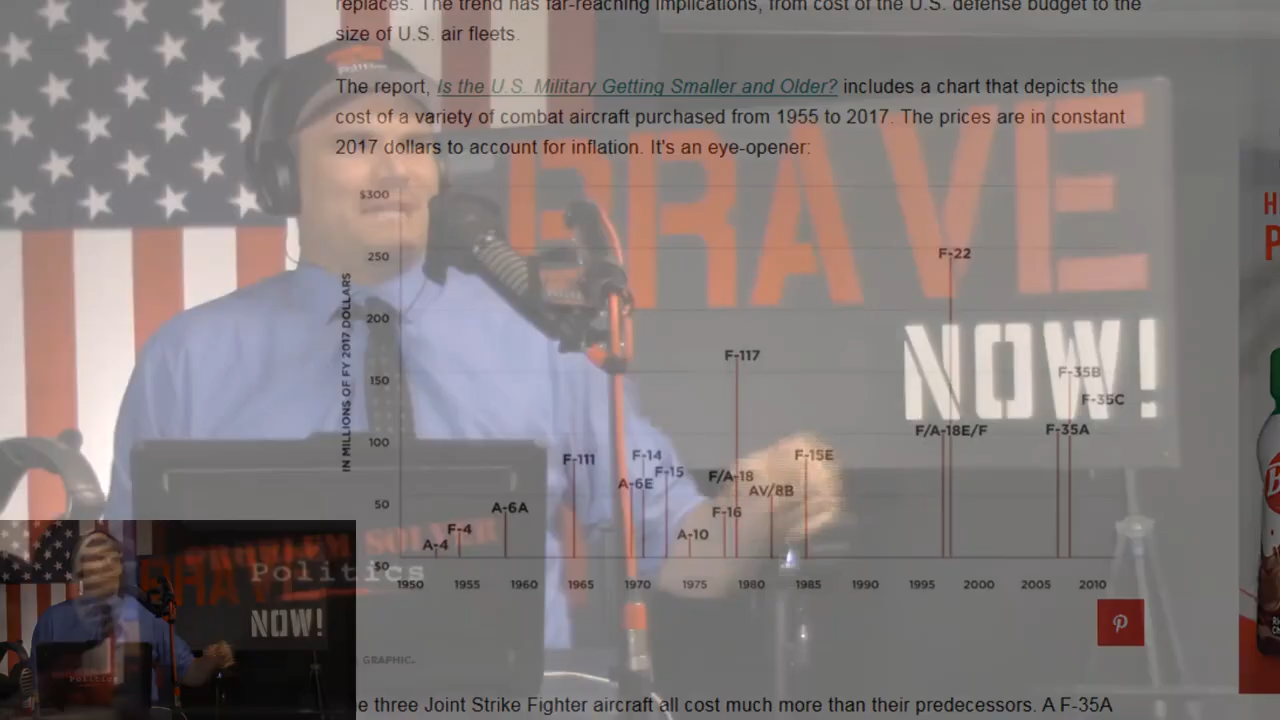 replaces. The trend has far-reaching implications, from cost of the U.S. defense budget to the
size of U.S. air fleets.
The report, Is the U.S. Military Getting Smaller and Older? includes a chart that depicts the
cost of a variety of combat aircraft purchased from 1955 to 2017. The prices are in constant
2017 dollars to account for inflation. It's an eye-opener:
BRAVE
NOW!
IN MILLIONS OF FY 2017 DOLLARS
$300
250
200
150
100
50
$0
F-22
F-117
F-35B
F-35C
F/A-18E/F
F-35A
F-111
F-14
F-15E
A-6E
F-15
F/A-18
AV/8B
A-6A
F-16
F-4
A-10
A-4
1950 1955 1960 1965 1970 1975 1980 1985 1990 1995 2000 2005 2010
PROBLEM SOLVER
Politics
BRAVE
NOW!
Politics
GRAPHIC.
e three Joint Strike Fighter aircraft all cost much more than their predecessors. A F-35A